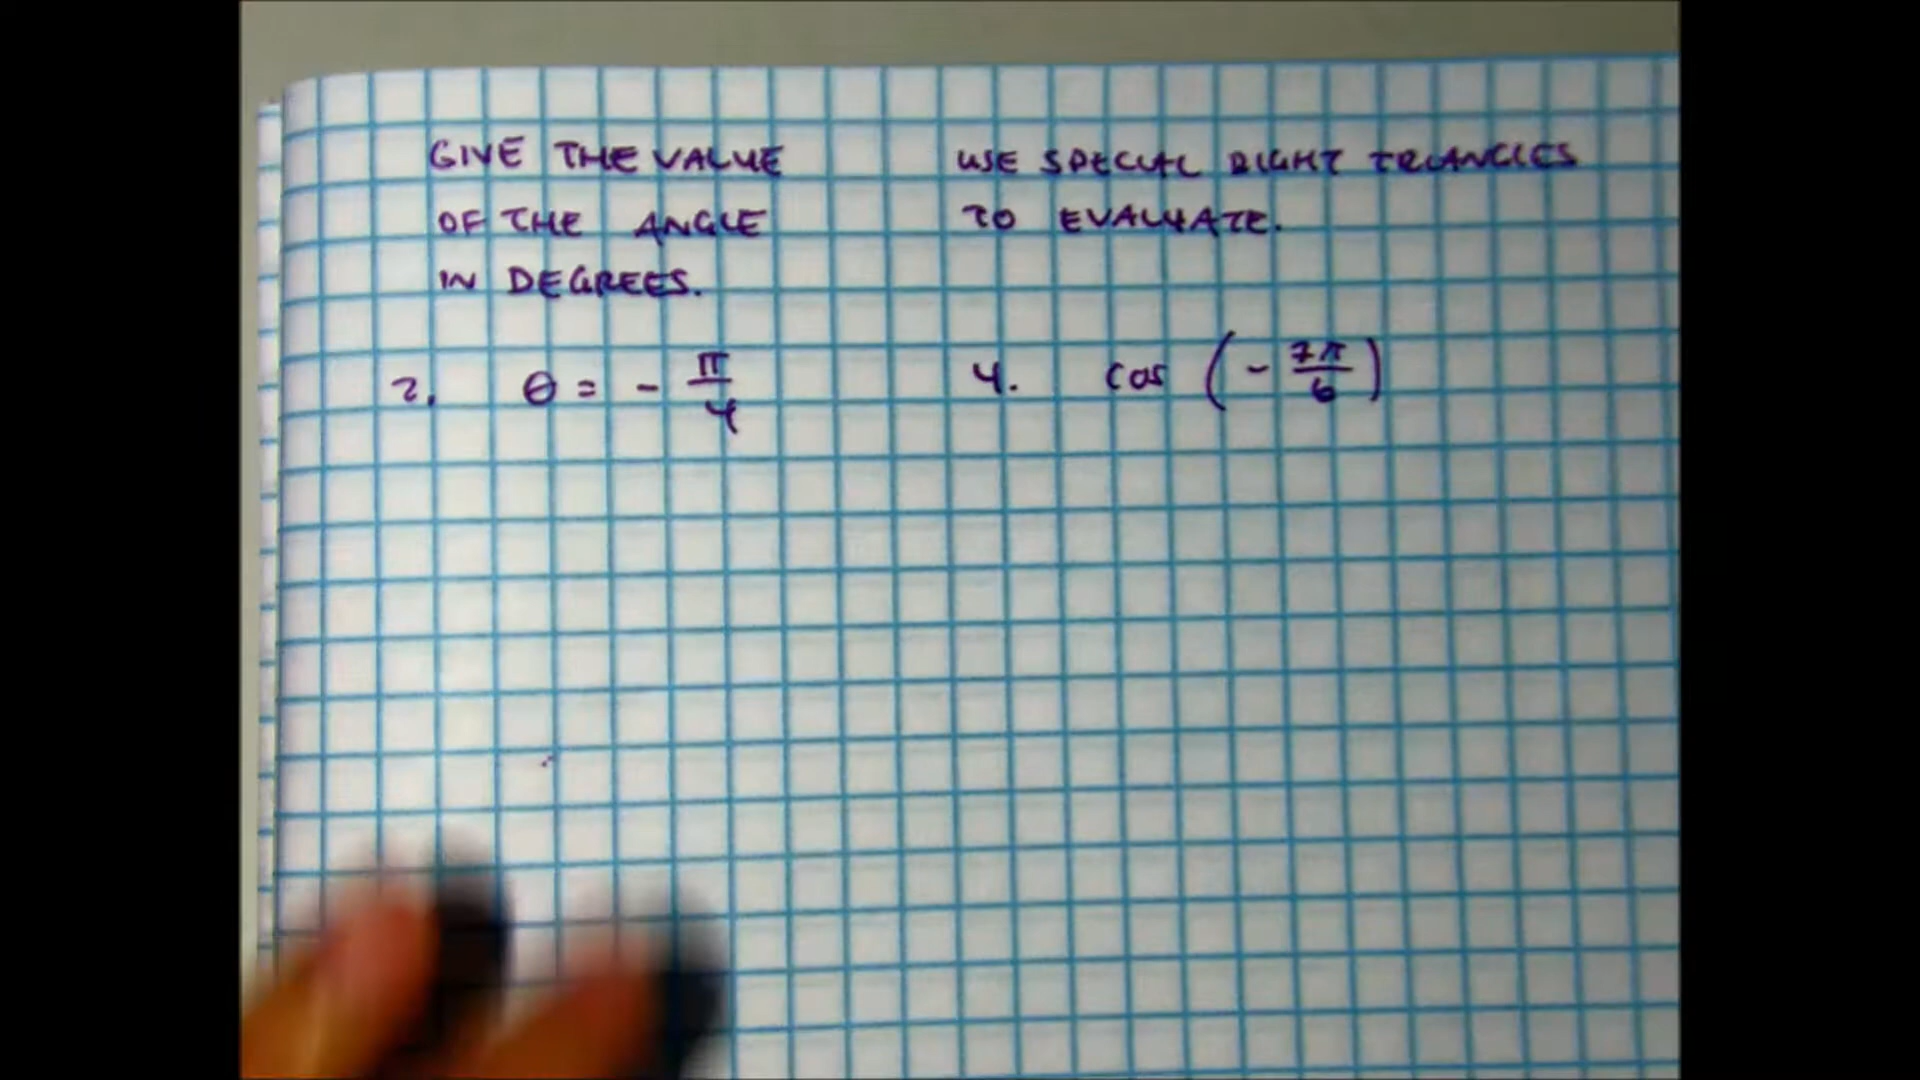 GIVE THE VALUE
OF THE ANGLE
IN DEGREES.
2. θ = - π/4
USE SPECIAL RIGHT TRIANGLES
TO EVALUATE.
4. cos (- 7π/6)